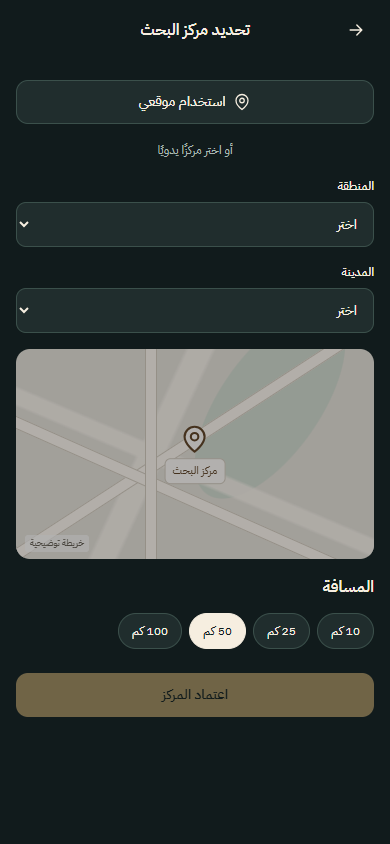 تحديد مركز البحث
استخدام موقعي
أو اختر مركزًا يدويًا
المنطقة
اختر
المدينة
اختر
مركز البحث
خريطة توضيحية
المسافة
10 كم
25 كم
50 كم
100 كم
اعتماد المركز